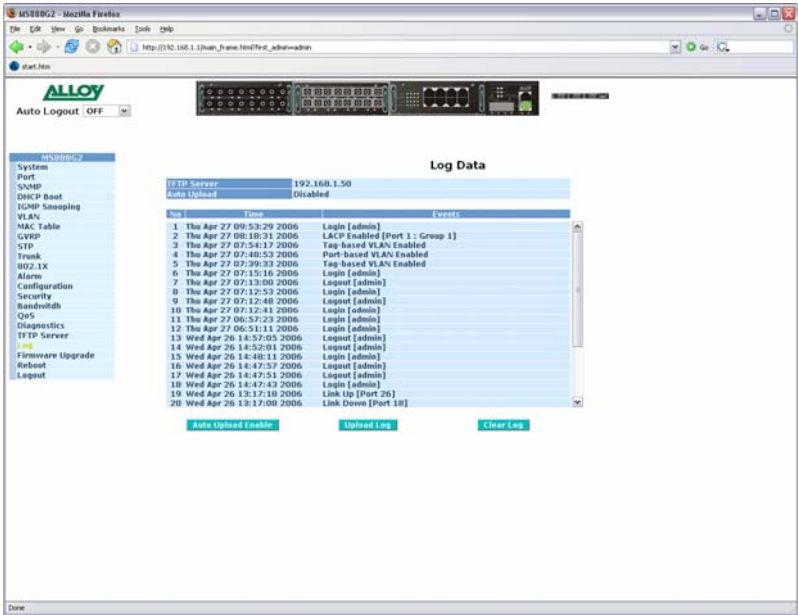 MS888G2 - Mozilla Firefox
File Edit View Go Bookmarks Tools Help
http://192.168.1.1/main_frame.html?first_admin=admin
Go
start.htm
ALLOY
Auto Logout OFF
MS888G2
System
Port
SNMP
DHCP Boot
IGMP Snooping
VLAN
MAC Table
GVRP
STP
Trunk
802.1X
Alarm
Configuration
Security
Bandwitdh
QoS
Diagnostics
TFTP Server
Log
Firmware Upgrade
Reboot
Logout
Log Data
TFTP Server 192.168.1.50
Auto Upload Disabled
No Time Events
1 Thu Apr 27 09:53:29 2006 Login [admin]
2 Thu Apr 27 08:18:31 2006 LACP Enabled [Port 1 : Group 1]
3 Thu Apr 27 07:54:17 2006 Tag-based VLAN Enabled
4 Thu Apr 27 07:48:53 2006 Port-based VLAN Enabled
5 Thu Apr 27 07:39:33 2006 Tag-based VLAN Enabled
6 Thu Apr 27 07:15:16 2006 Login [admin]
7 Thu Apr 27 07:13:00 2006 Logout [admin]
8 Thu Apr 27 07:12:53 2006 Login [admin]
9 Thu Apr 27 07:12:48 2006 Logout [admin]
10 Thu Apr 27 07:12:41 2006 Login [admin]
11 Thu Apr 27 06:57:23 2006 Login [admin]
12 Thu Apr 27 06:51:11 2006 Login [admin]
13 Wed Apr 26 14:57:05 2006 Logout [admin]
14 Wed Apr 26 14:52:01 2006 Logout [admin]
15 Wed Apr 26 14:48:11 2006 Login [admin]
16 Wed Apr 26 14:47:57 2006 Logout [admin]
17 Wed Apr 26 14:47:51 2006 Logout [admin]
18 Wed Apr 26 14:47:43 2006 Login [admin]
19 Wed Apr 26 13:17:18 2006 Link Up [Port 26]
20 Wed Apr 26 13:17:08 2006 Link Down [Port 18]
Auto Upload Enable Upload Log Clear Log
Done